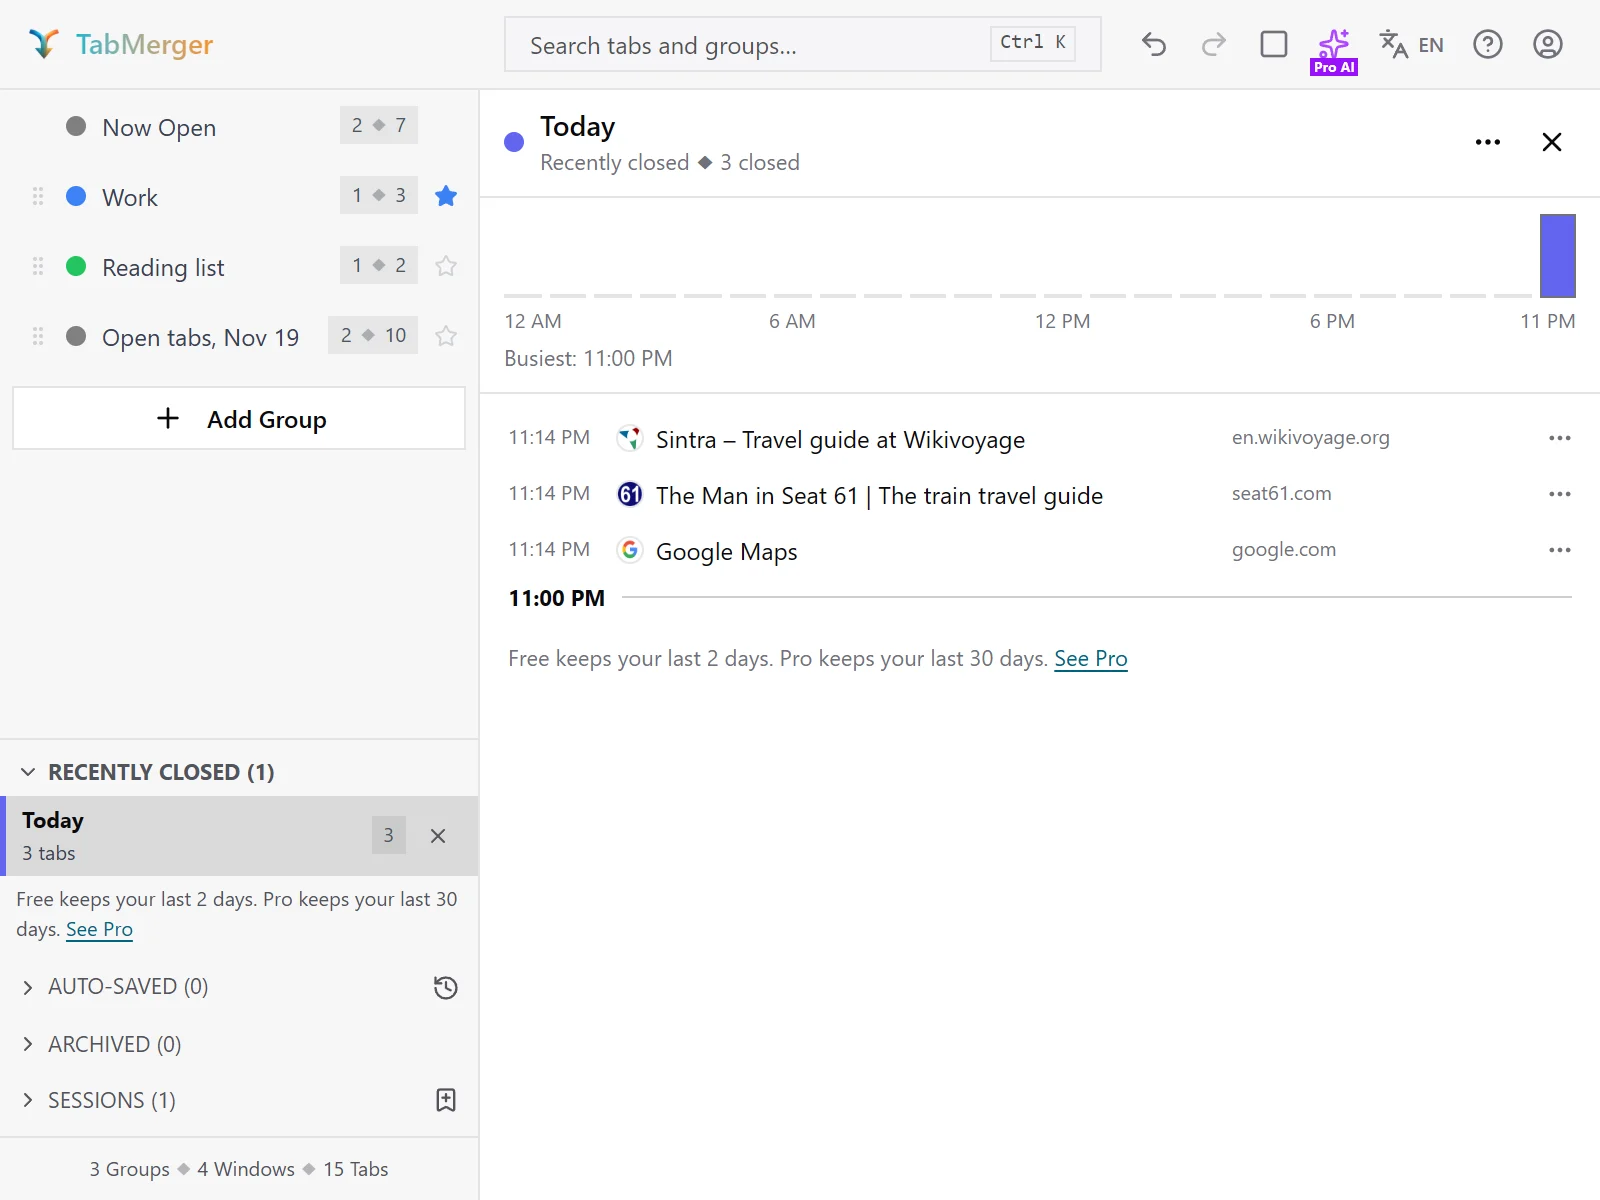 TabMerger
Search tabs and groups...
Ctrl K
Pro AI
EN
Now Open
2 ◆ 7
Work
1 ◆ 3
Reading list
1 ◆ 2
Open tabs, Nov 19
2 ◆ 10
Add Group
RECENTLY CLOSED (1)
Today
3 tabs
3
Free keeps your last 2 days. Pro keeps your last 30
days. See Pro
AUTO-SAVED (0)
ARCHIVED (0)
SESSIONS (1)
3 Groups ◆ 4 Windows ◆ 15 Tabs
Today
Recently closed ◆ 3 closed
12 AM
6 AM
12 PM
6 PM
11 PM
Busiest: 11:00 PM
11:14 PM
Sintra – Travel guide at Wikivoyage
en.wikivoyage.org
11:14 PM
61
The Man in Seat 61 | The train travel guide
seat61.com
11:14 PM
Google Maps
google.com
11:00 PM
Free keeps your last 2 days. Pro keeps your last 30 days. See Pro